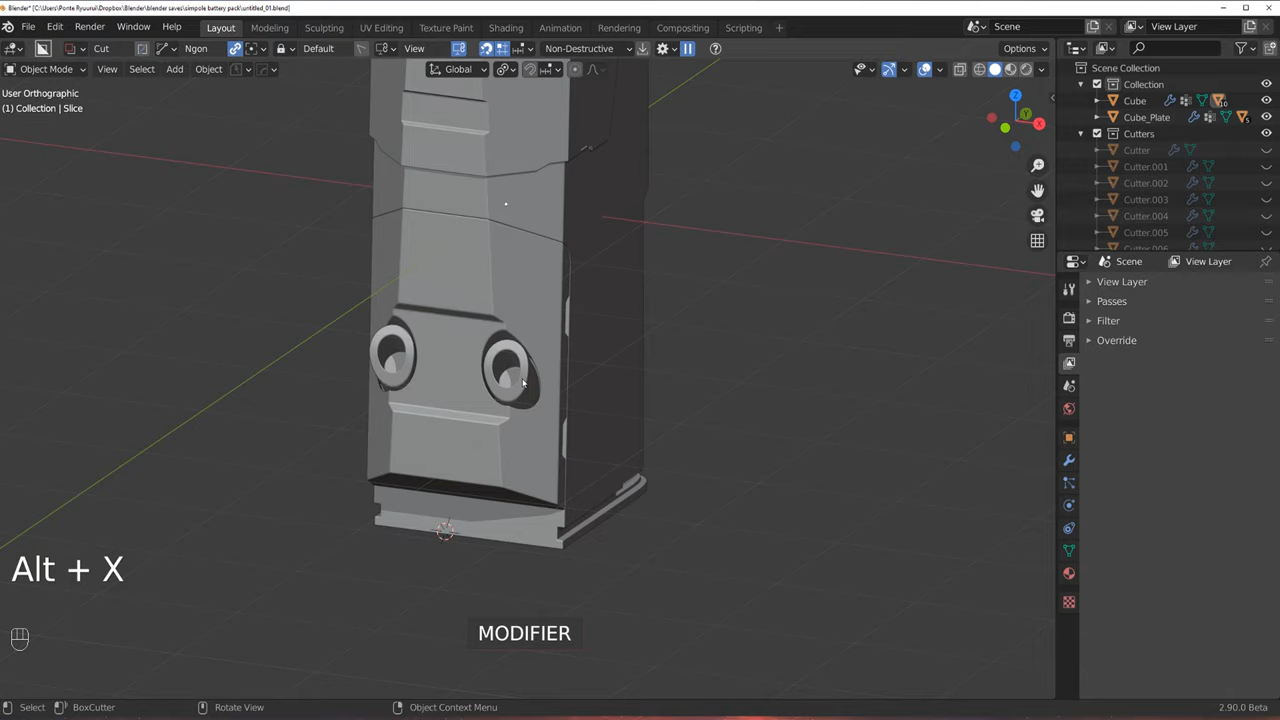 Blender* [C:\Users\Ponte Ryuurui\Dropbox\Blender\blender saves\simpole battery pack\untitled_01.blend]
File Edit Render Window Help Layout Modeling Sculpting UV Editing Texture Paint Shading Animation Rendering Compositing Scripting + Scene View Layer
Cut Ngon Default View Non-Destructive Options
Object Mode View Select Add Object Global
User Orthographic
(1) Collection | Slice
Scene Collection
Collection
Cube 10
Cube_Plate 5
Cutters
Cutter
Cutter.001
Cutter.002
Cutter.003
Cutter.004
Cutter.005
Cutter.006
Scene View Layer
View Layer
Passes
Filter
Override
Z
Y
X
Alt + X
MODIFIER
Select BoxCutter Rotate View Object Context Menu 2.90.0 Beta